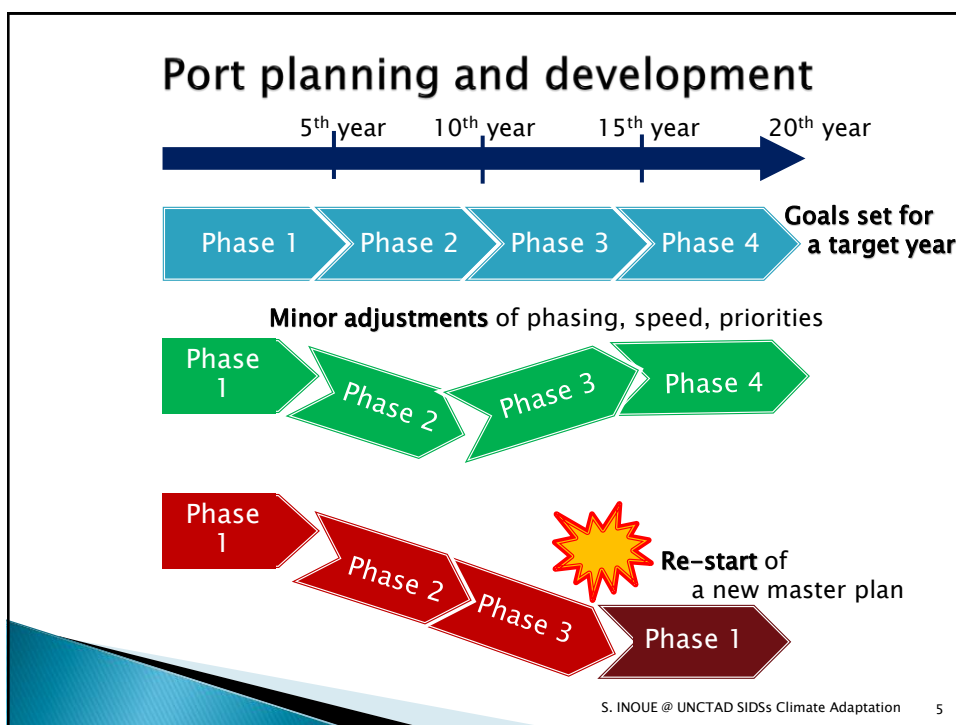 Port planning and development
5th year 10th year 15th year 20th year
Phase 1 Phase 2 Phase 3 Phase 4
Goals set for
a target year
Minor adjustments of phasing, speed, priorities
Phase
1
Phase 2
Phase 3
Phase 4
Phase
1
Phase 2
Phase 3
Re-start of
a new master plan
Phase 1
S. INOUE @ UNCTAD SIDSs Climate Adaptation 5